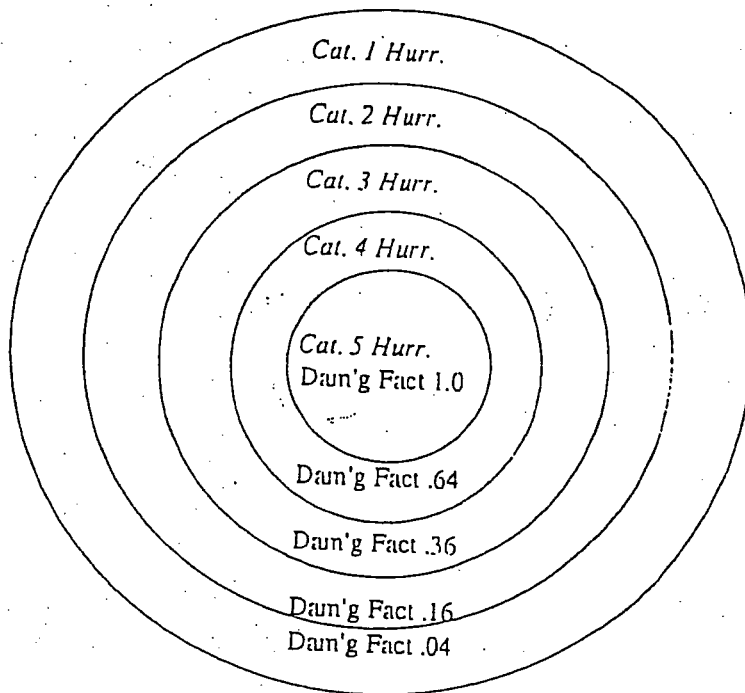 Cat. 1 Hurr.
Cat. 2 Hurr.
Cat. 3 Hurr.
Cat. 4 Hurr.
Cat. 5 Hurr.
Dam'g Fact 1.0
Dam'g Fact .64
Dam'g Fact .36
Dam'g Fact .16
Dam'g Fact .04